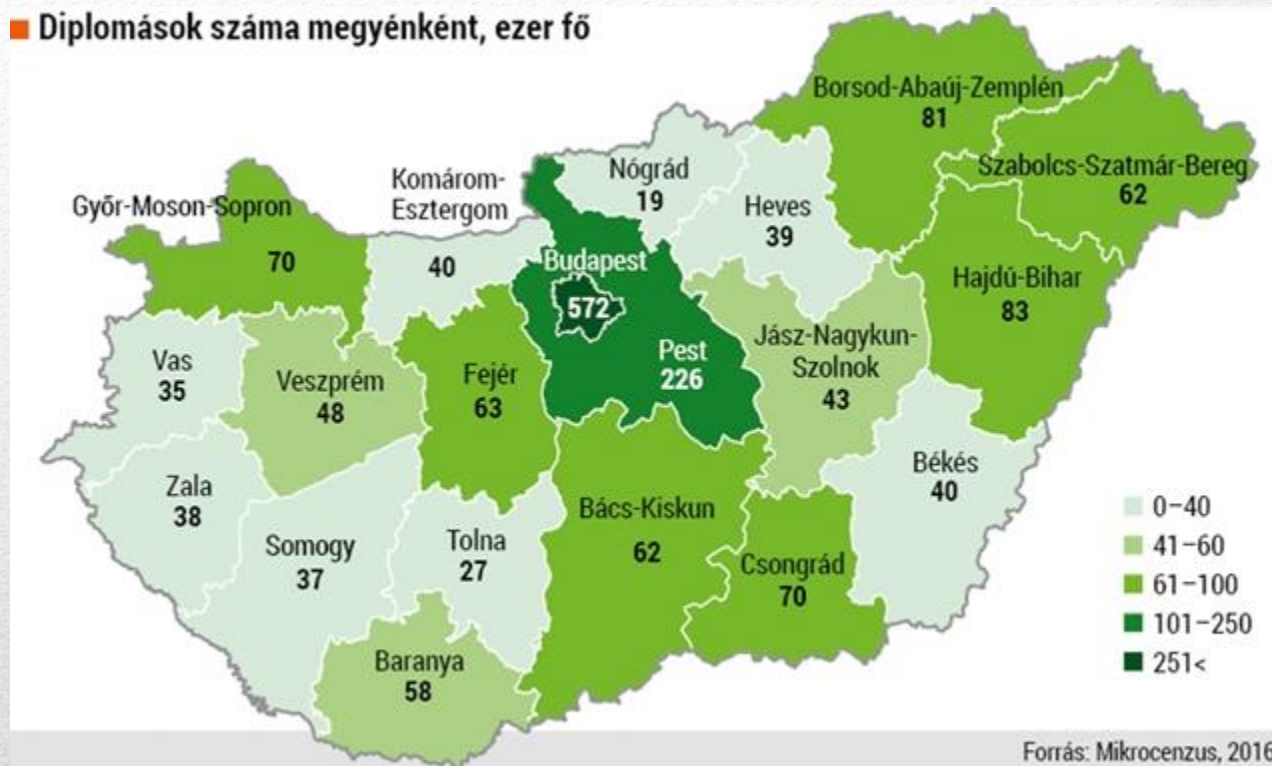 Diplomások száma megyénként, ezer fő
Borsod-Abaúj-Zemplén
81
Szabolcs-Szatmár-Bereg
62
Nógrád
19
Komárom-
Esztergom
40
Győr-Moson-Sopron
70
Heves
39
Hajdú-Bihar
83
Budapest
572
Pest
226
Jász-Nagykun-
Szolnok
43
Vas
35
Veszprém
48
Fejér
63
Békés
40
Zala
38
Somogy
37
Tolna
27
Bács-Kiskun
62
Csongrád
70
Baranya
58
0–40
41–60
61–100
101–250
251<
Forrás: Mikrocenzus, 2016